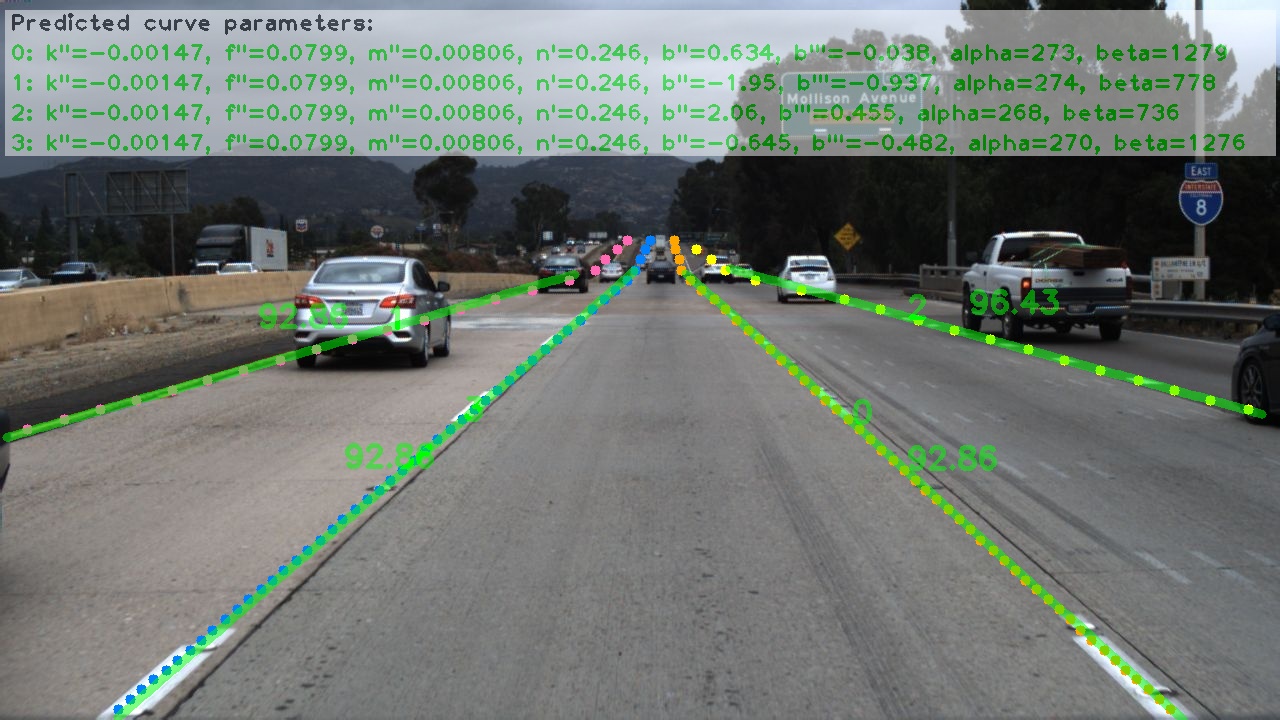 Predicted curve parameters:
0: k''=-0.00147, f''=0.0799, m''=0.00806, n'=0.246, b''=0.634, b'''=-0.038, alpha=273, beta=1279
1: k''=-0.00147, f''=0.0799, m''=0.00806, n'=0.246, b''=-1.95, b'''=-0.937, alpha=274, beta=778
Mollison Avenue
2: k''=-0.00147, f''=0.0799, m''=0.00806, n'=0.246, b''=2.06, b'''=0.455, alpha=268, beta=736
3: k''=-0.00147, f''=0.0799, m''=0.00806, n'=0.246, b''=-0.645, b'''=-0.482, alpha=270, beta=1276
EAST
INTERSTATE
8
1
2
96.43
0
92.86
92.86